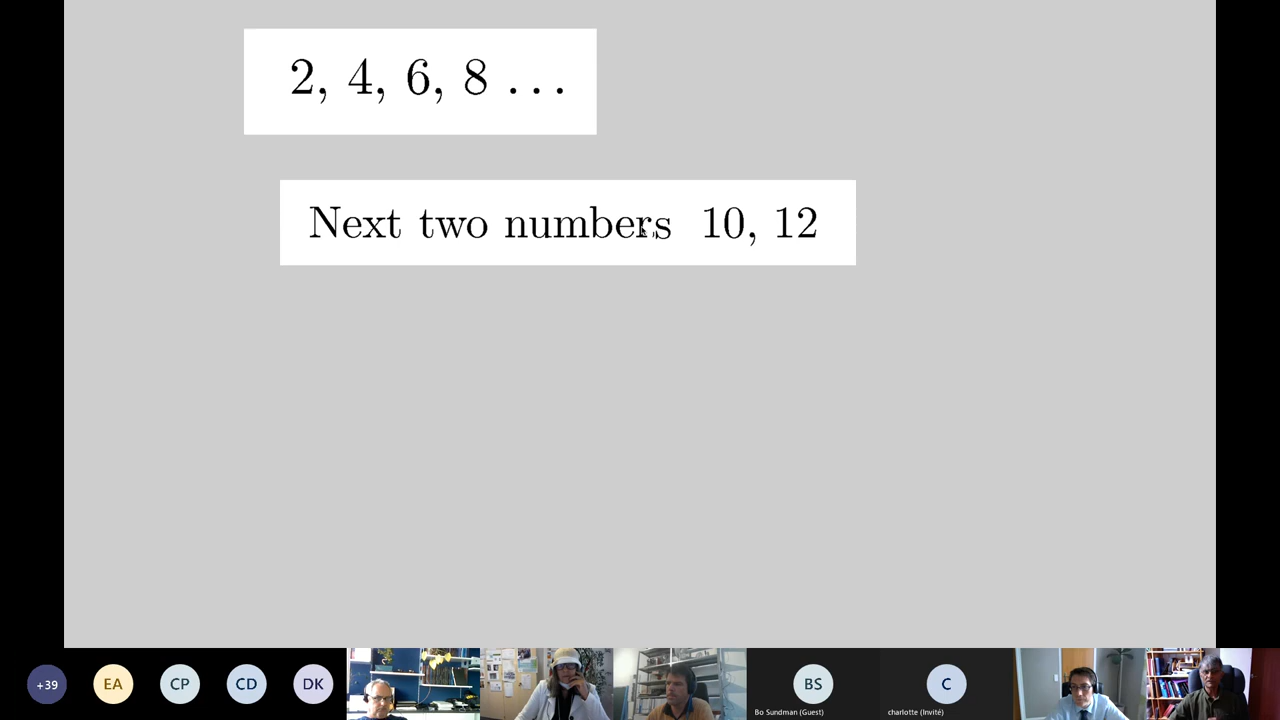 2, 4, 6, 8 ...
Next two numbers 10, 12
+39
EA
CP
CD
DK
BS
Bo Sundman (Guest)
C
charlotte (Invité)